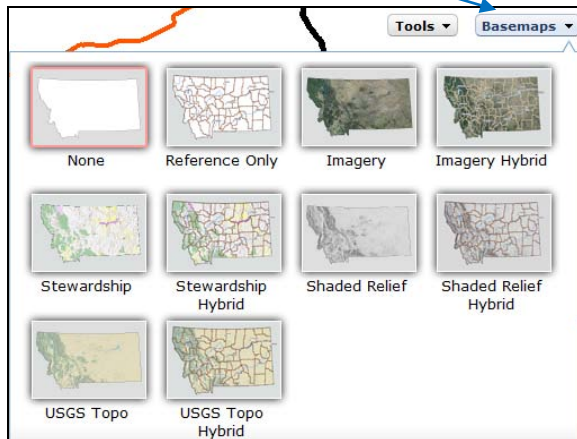 Tools ▼ Basemaps ▼
None Reference Only Imagery Imagery Hybrid
Stewardship Stewardship Shaded Relief Shaded Relief
Hybrid Hybrid
USGS Topo USGS Topo
Hybrid